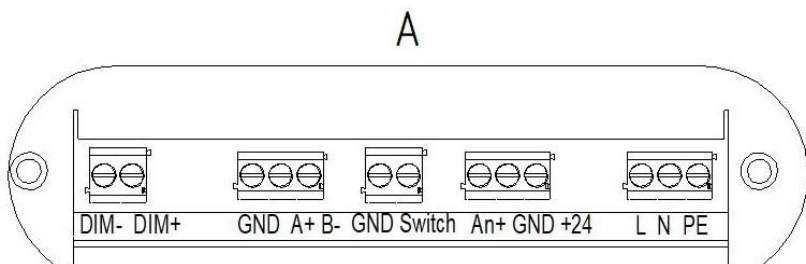 A
DIM- DIM+ GND A+ B- GND Switch An+ GND +24 L N PE